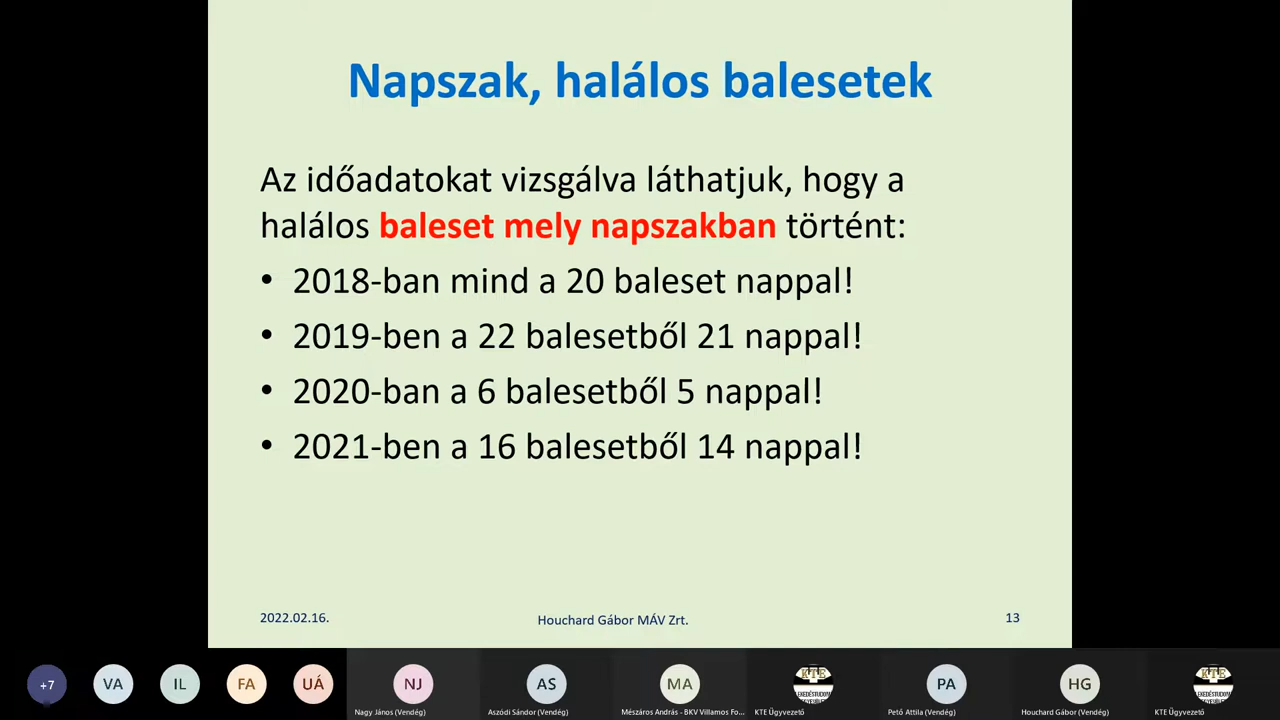 Napszak, halálos balesetek
Az időadatokat vizsgálva láthatjuk, hogy a
halálos baleset mely napszakban történt:
• 2018-ban mind a 20 baleset nappal!
• 2019-ben a 22 balesetből 21 nappal!
• 2020-ban a 6 balesetből 5 nappal!
• 2021-ben a 16 balesetből 14 nappal!
2022.02.16.
Houchard Gábor MÁV Zrt.
13
+7
VA
IL
FA
UÁ
NJ
AS
MA
KTE
PA
HG
KTE
Nagy János (Vendég)
Aszódi Sándor (Vendég)
Mészáros András - BKV Villamos Fo...
KTE Ügyvezető
Pető Attila (Vendég)
Houchard Gábor (Vendég)
KTE Ügyvezető